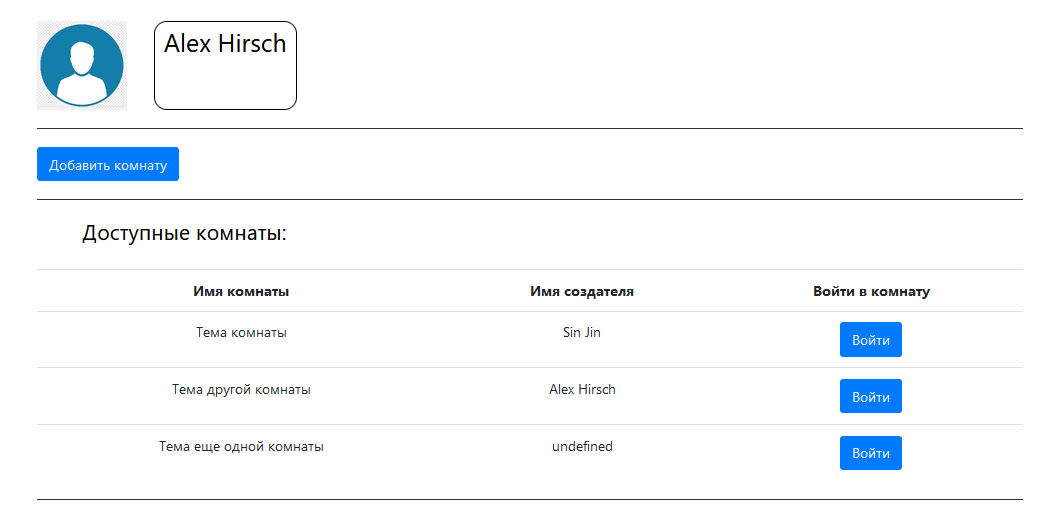 Alex Hirsch
Добавить комнату
Доступные комнаты:
Имя комнаты Имя создателя Войти в комнату
Тема комнаты Sin Jin Войти
Тема другой комнаты Alex Hirsch Войти
Тема еще одной комнаты undefined Войти